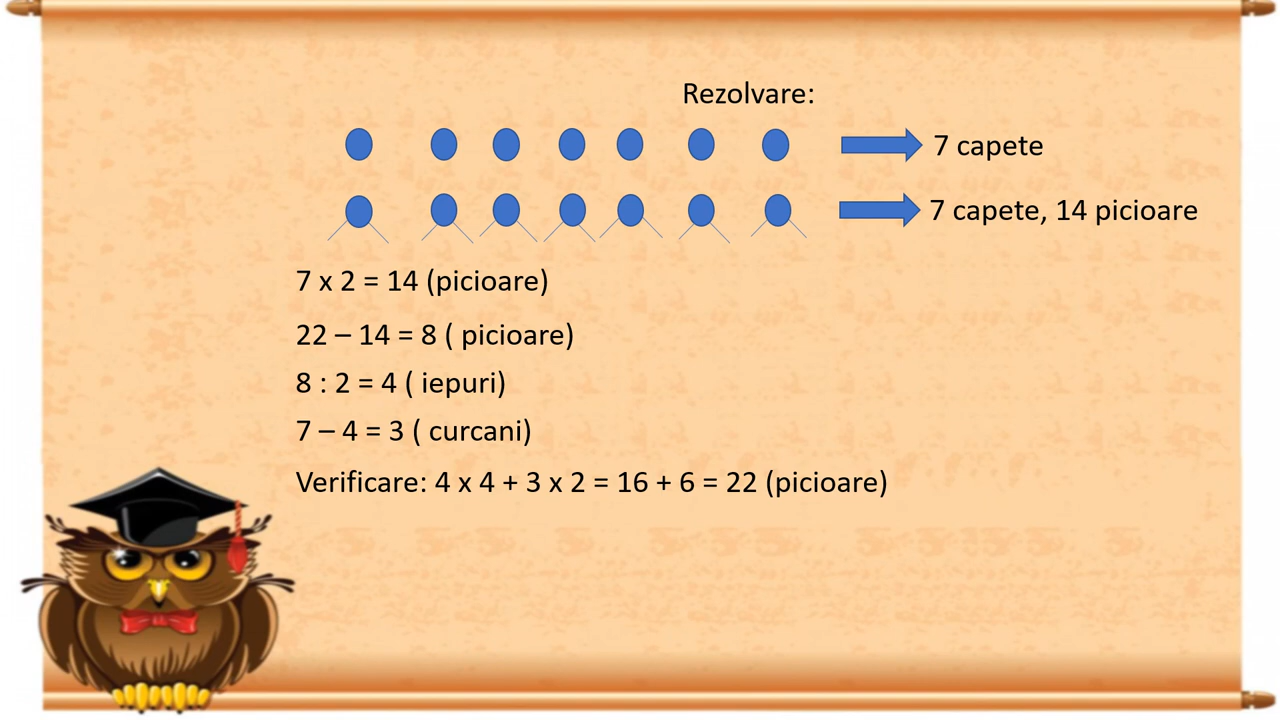 Rezolvare:
7 capete
7 capete, 14 picioare
7 x 2 = 14 (picioare)
22 – 14 = 8 ( picioare)
8 : 2 = 4 ( iepuri)
7 – 4 = 3 ( curcani)
Verificare: 4 x 4 + 3 x 2 = 16 + 6 = 22 (picioare)